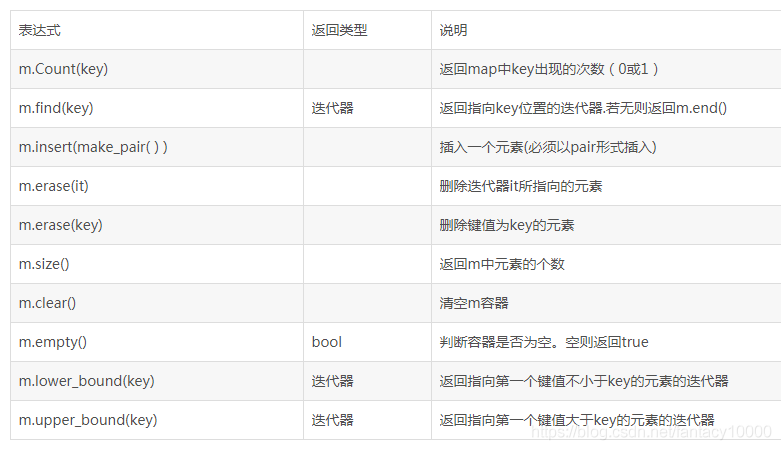 表达式 返回类型 说明
m.Count(key) 返回map中key出现的次数（0或1）
m.find(key) 迭代器 返回指向key位置的迭代器.若无则返回m.end()
m.insert(make_pair( ) ) 插入一个元素(必须以pair形式插入)
m.erase(it) 删除迭代器it所指向的元素
m.erase(key) 删除键值为key的元素
m.size() 返回m中元素的个数
m.clear() 清空m容器
m.empty() bool 判断容器是否为空。空则返回true
m.lower_bound(key) 迭代器 返回指向第一个键值不小于key的元素的迭代器
m.upper_bound(key) 迭代器 返回指向第一个键值大于key的元素的迭代器
https://blog.csdn.net/fantacy10000